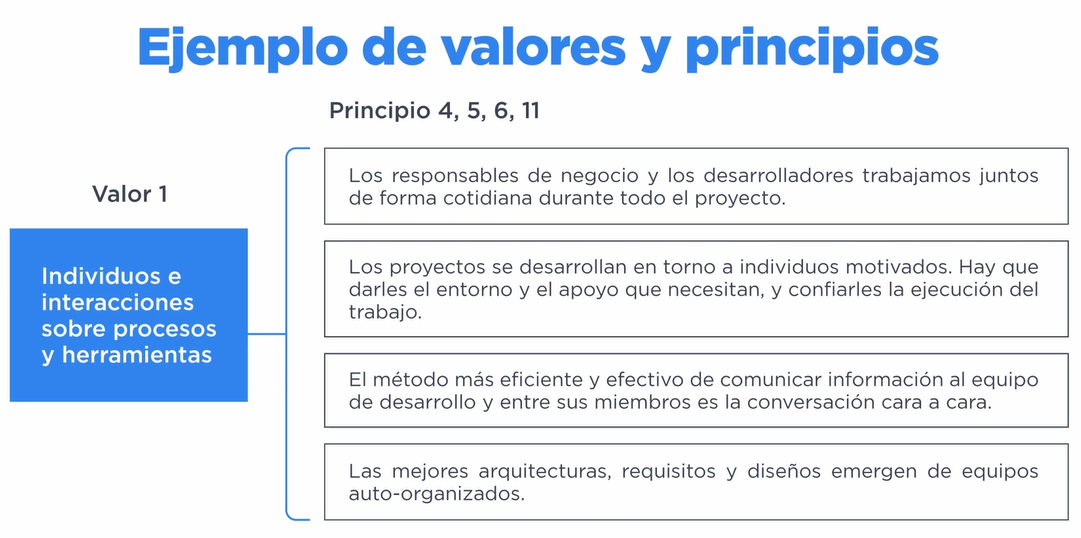 Ejemplo de valores y principios
Principio 4, 5, 6, 11
Valor 1
Individuos e
interacciones
sobre procesos
y herramientas
Los responsables de negocio y los desarrolladores trabajamos juntos
de forma cotidiana durante todo el proyecto.
Los proyectos se desarrollan en torno a individuos motivados. Hay que
darles el entorno y el apoyo que necesitan, y confiarles la ejecución del
trabajo.
El método más eficiente y efectivo de comunicar información al equipo
de desarrollo y entre sus miembros es la conversación cara a cara.
Las mejores arquitecturas, requisitos y diseños emergen de equipos
auto-organizados.